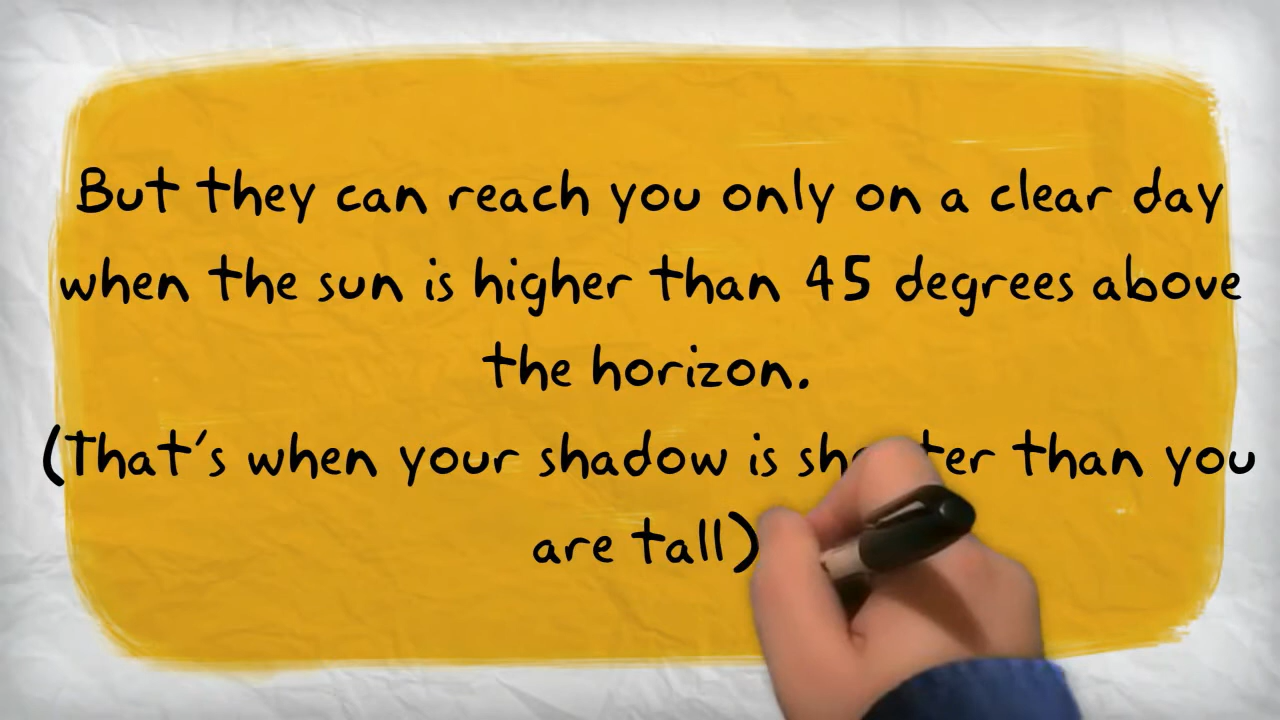 But they can reach you only on a clear day
when the sun is higher than 45 degrees above
the horizon.
(That's when your shadow is shorter than you
are tall)